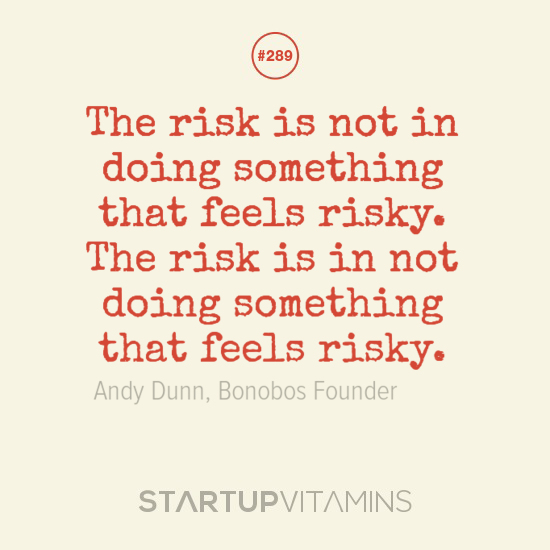 #289
The risk is not in
doing something
that feels risky.
The risk is in not
doing something
that feels risky.
Andy Dunn, Bonobos Founder
STARTUPVITAMINS